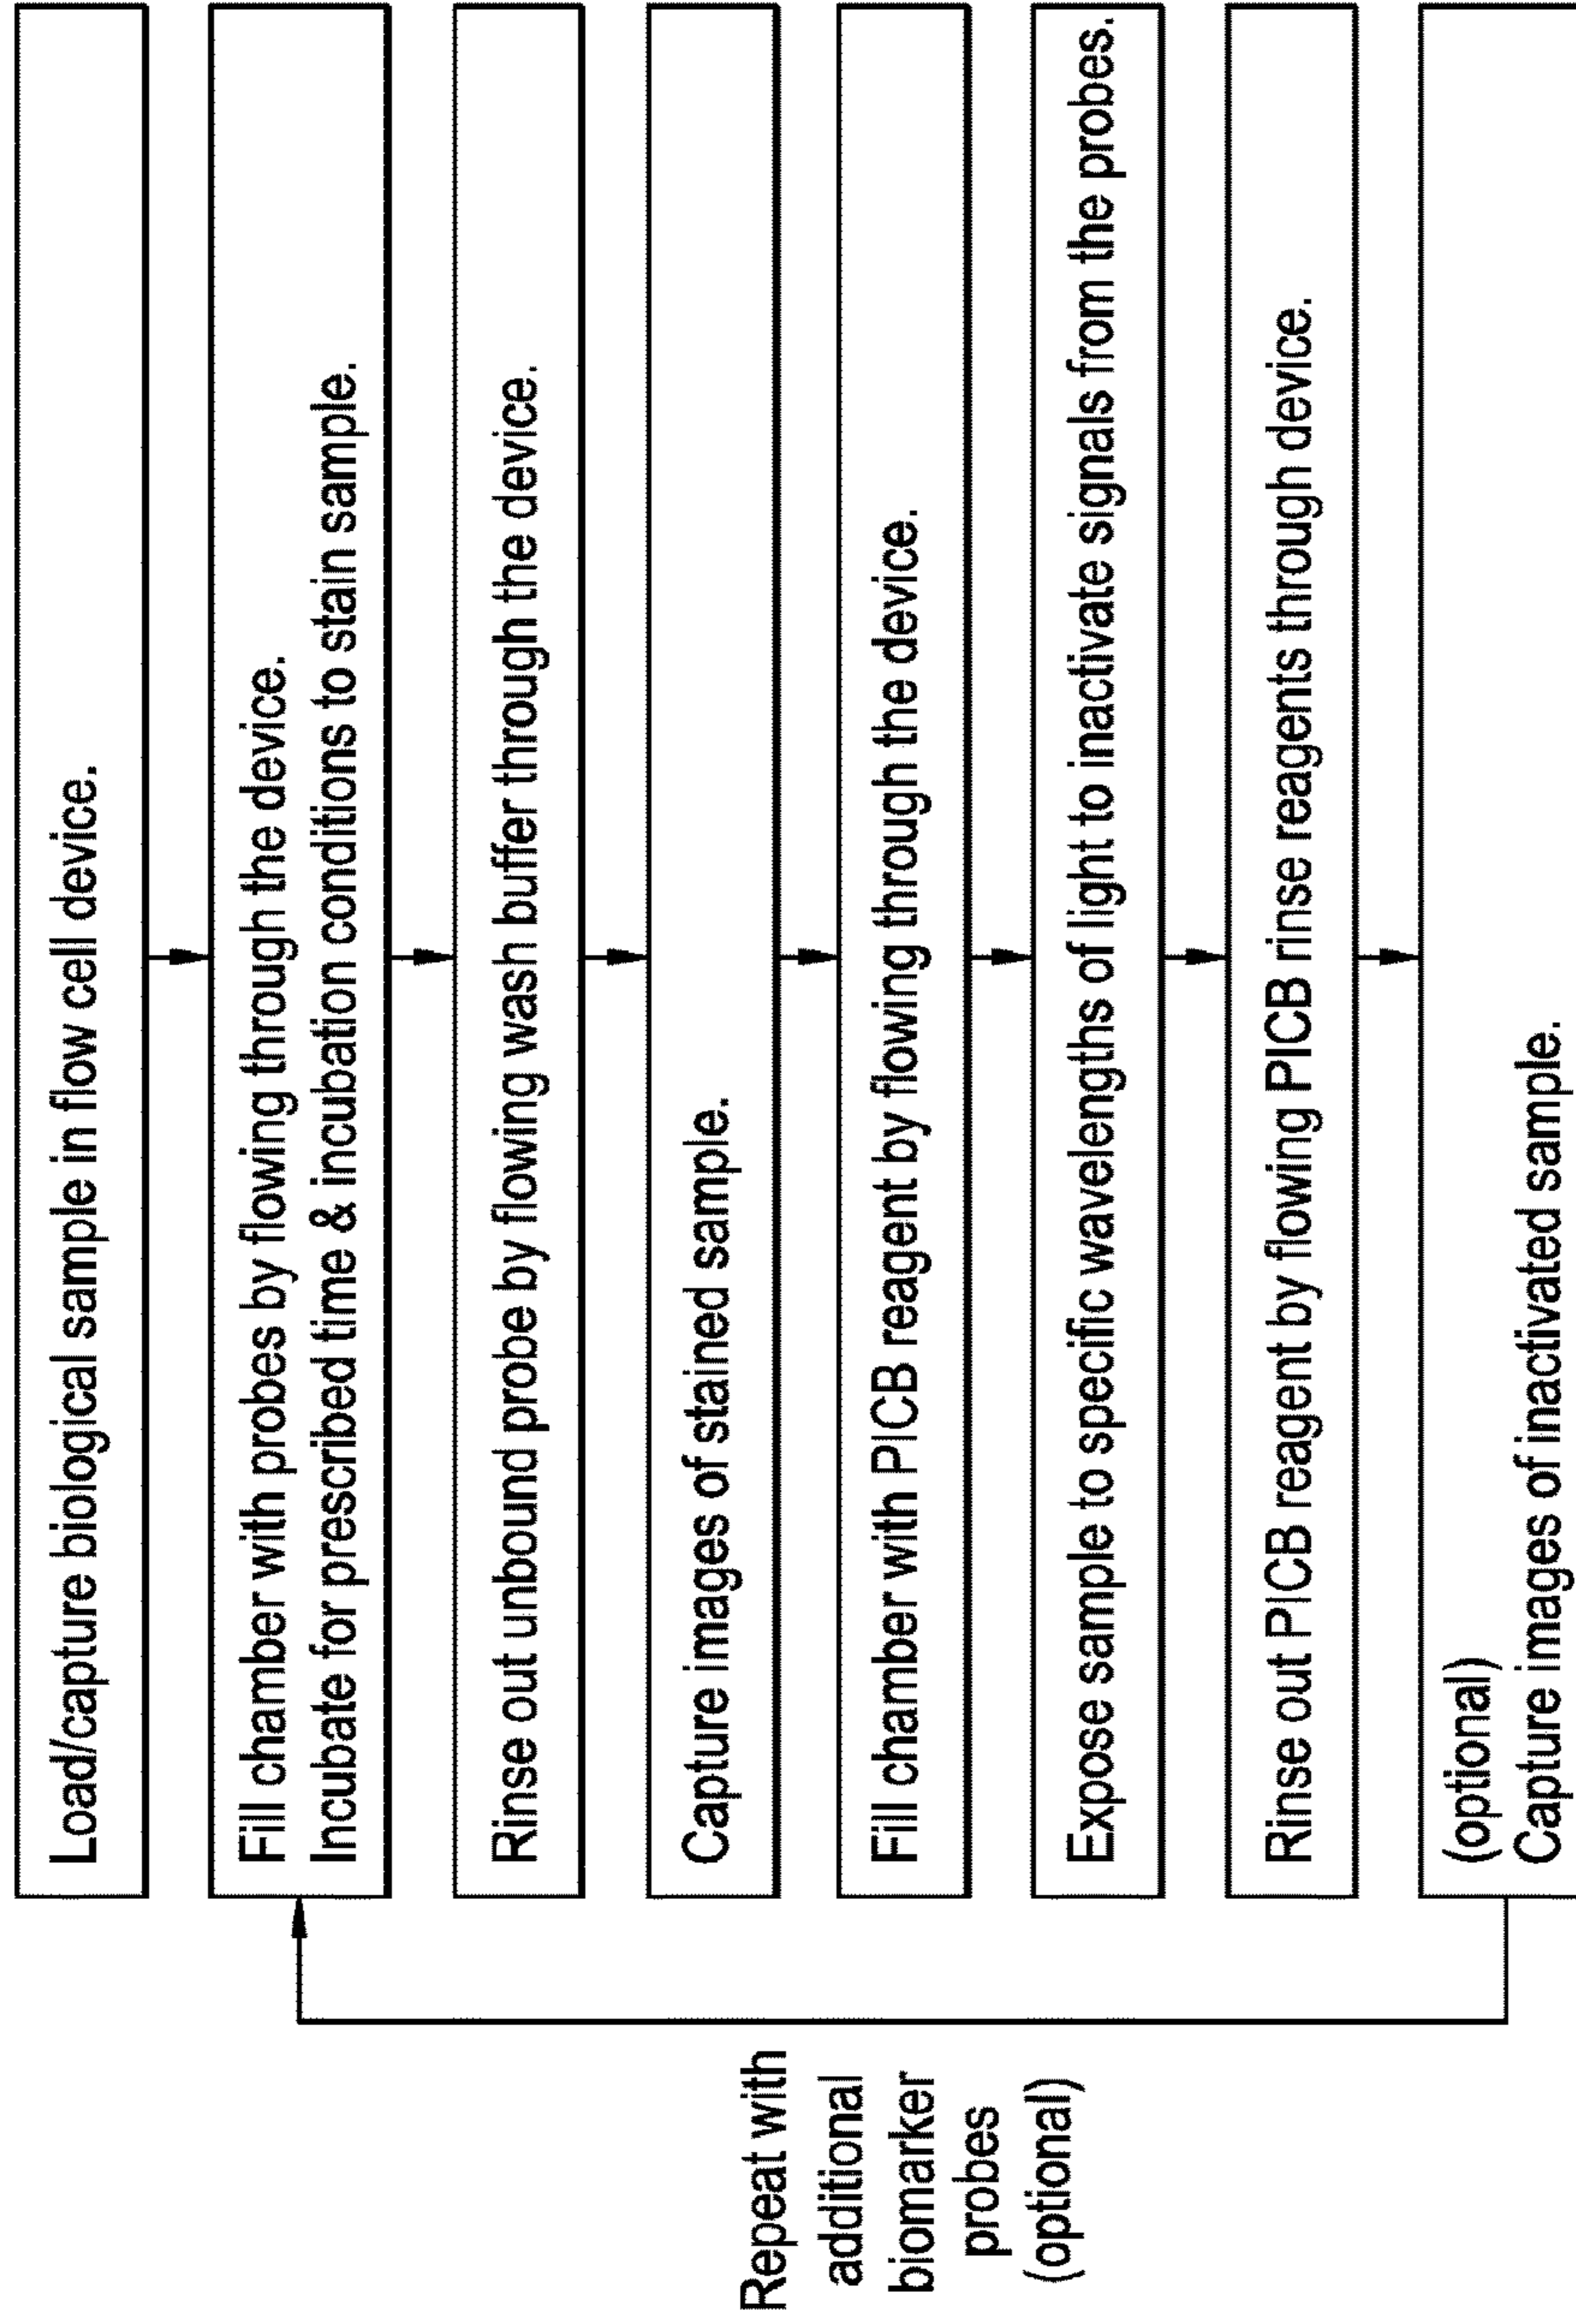 Load/capture biological sample in flow cell device.
Fill chamber with probes by flowing through the device.
Incubate for prescribed time & incubation conditions to stain sample.
Rinse out unbound probe by flowing wash buffer through the device.
Capture images of stained sample.
Fill chamber with PICB reagent by flowing through the device.
Expose sample to specific wavelengths of light to inactivate signals from the probes.
Rinse out PICB reagent by flowing PICB rinse reagents through device.
(optional)
Capture images of inactivated sample.
Repeat with
additional
biomarker
probes
(optional)